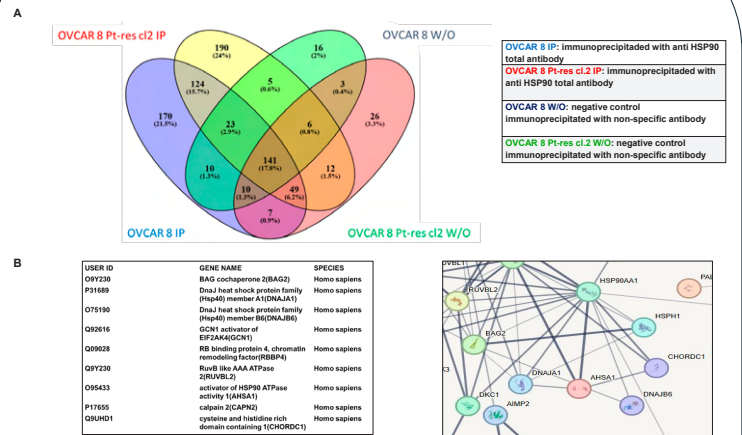 A
OVCAR 8 Pt-res cl2 IP
OVCAR 8 W/O
190
(24%)
16
(2%)
124
(15.7%)
5
(0.6%)
3
(0.4%)
170
(21.5%)
26
(3.3%)
23
(2.9%)
6
(0.8%)
141
(17.8%)
10
(1.3%)
12
(1.5%)
10
(1.3%)
49
(6.2%)
7
(0.9%)
OVCAR 8 IP
OVCAR 8 Pt-res cl2 W/O
OVCAR 8 IP: immunoprecipitaded with anti HSP90
total antibody
OVCAR 8 Pt-res cl.2 IP: immunoprecipitaded with
anti HSP90 total antibody
OVCAR 8 W/O: negative control
immunoprecipitated with non-specific antibody
OVCAR 8 Pt-res cl.2 W/O: negative control
immunoprecipitated with non-specific antibody
B
USER ID GENE NAME SPECIES
O9Y230 BAG cochaperone 2(BAG2) Homo sapiens
P31689 DnaJ heat shock protein family Homo sapiens
(Hsp40) member A1(DNAJA1)
O75190 DnaJ heat shock protein family Homo sapiens
(Hsp40) member B6(DNAJB6)
Q92616 GCN1 activator of Homo sapiens
EIF2AK4(GCN1)
Q09028 RB binding protein 4, chromatin Homo sapiens
remodeling factor(RBBP4)
Q9Y230 RuvB like AAA ATPase Homo sapiens
2(RUVBL2)
O95433 activator of HSP90 ATPase Homo sapiens
activity 1(AHSA1)
P17655 calpain 2(CAPN2) Homo sapiens
Q9UHD1 cysteine and histidine rich Homo sapiens
domain containing 1(CHORDC1)
UVBL1
HSP90AA1
PAI
RUVBL2
HSPH1
BAG2
CHORDC1
K3
DNAJA1
AHSA1
DKC1
DNAJB6
AIMP2